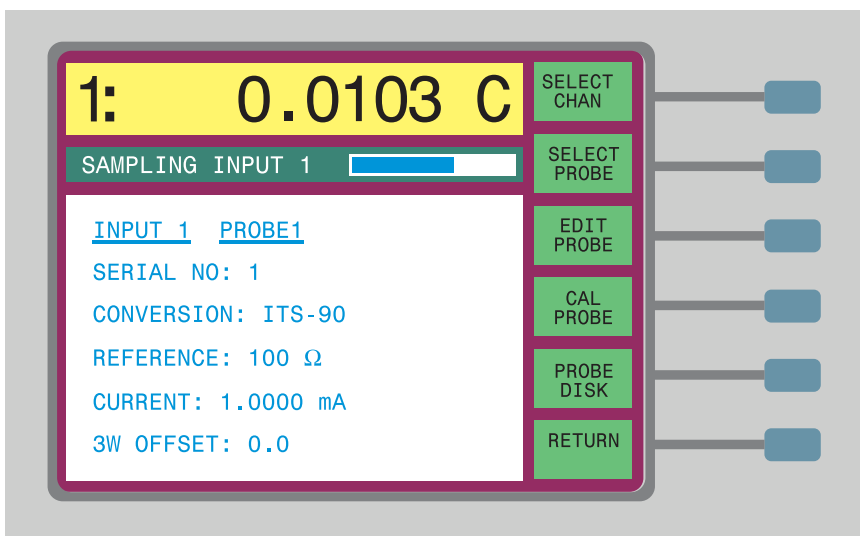 1: 0.0103 C
SAMPLING INPUT 1
INPUT 1 PROBE1
SERIAL NO: 1
CONVERSION: ITS-90
REFERENCE: 100 Ω
CURRENT: 1.0000 mA
3W OFFSET: 0.0
SELECT
CHAN
SELECT
PROBE
EDIT
PROBE
CAL
PROBE
PROBE
DISK
RETURN